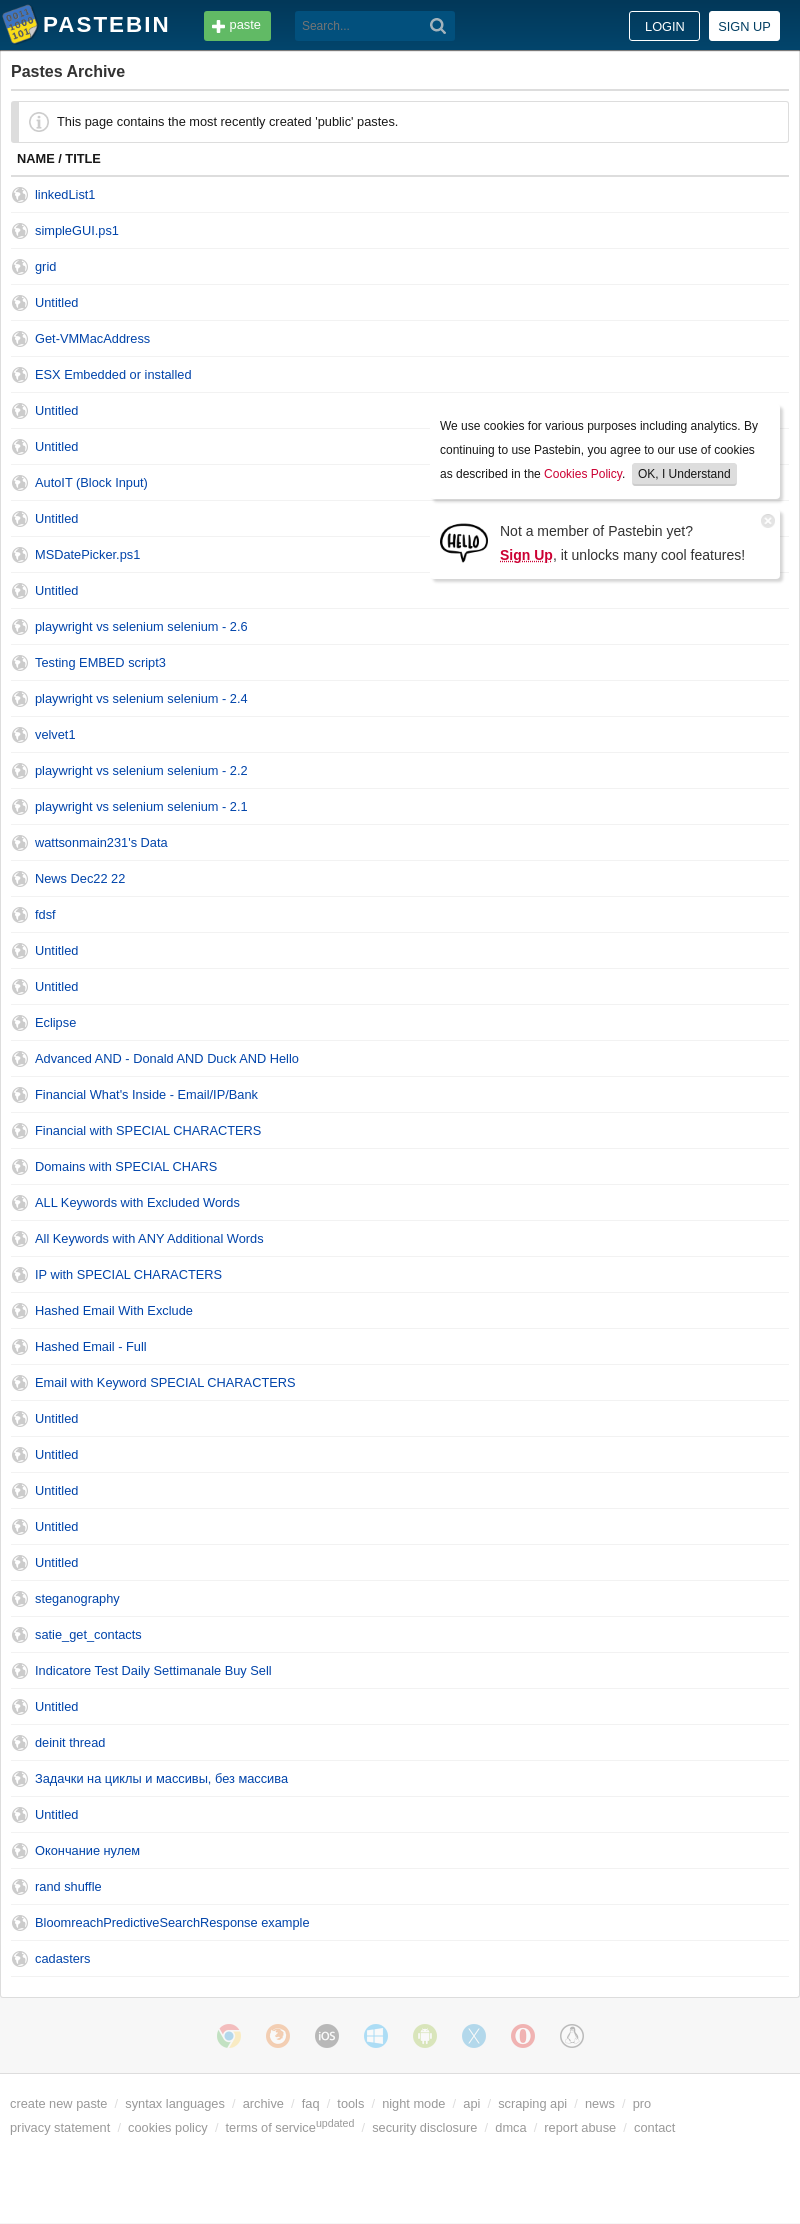 PASTEBIN
paste
Search...
LOGIN
SIGN UP
Pastes Archive
This page contains the most recently created 'public' pastes.
NAME / TITLE
linkedList1
simpleGUI.ps1
grid
Untitled
Get-VMMacAddress
ESX Embedded or installed
Untitled
Untitled
AutoIT (Block Input)
Untitled
MSDatePicker.ps1
Untitled
We use cookies for various purposes including analytics. By
continuing to use Pastebin, you agree to our use of cookies
as described in the Cookies Policy. OK, I Understand
HELLO
Not a member of Pastebin yet?
Sign Up, it unlocks many cool features!
playwright vs selenium selenium - 2.6
Testing EMBED script3
playwright vs selenium selenium - 2.4
velvet1
playwright vs selenium selenium - 2.2
playwright vs selenium selenium - 2.1
wattsonmain231's Data
News Dec22 22
fdsf
Untitled
Untitled
Eclipse
Advanced AND - Donald AND Duck AND Hello
Financial What's Inside - Email/IP/Bank
Financial with SPECIAL CHARACTERS
Domains with SPECIAL CHARS
ALL Keywords with Excluded Words
All Keywords with ANY Additional Words
IP with SPECIAL CHARACTERS
Hashed Email With Exclude
Hashed Email - Full
Email with Keyword SPECIAL CHARACTERS
Untitled
Untitled
Untitled
Untitled
Untitled
steganography
satie_get_contacts
Indicatore Test Daily Settimanale Buy Sell
Untitled
deinit thread
Задачки на циклы и массивы, без массива
Untitled
Окончание нулем
rand shuffle
BloomreachPredictiveSearchResponse example
cadasters
iOS
create new paste / syntax languages / archive / faq / tools / night mode / api / scraping api / news / pro
privacy statement / cookies policy / terms of service updated / security disclosure / dmca / report abuse / contact